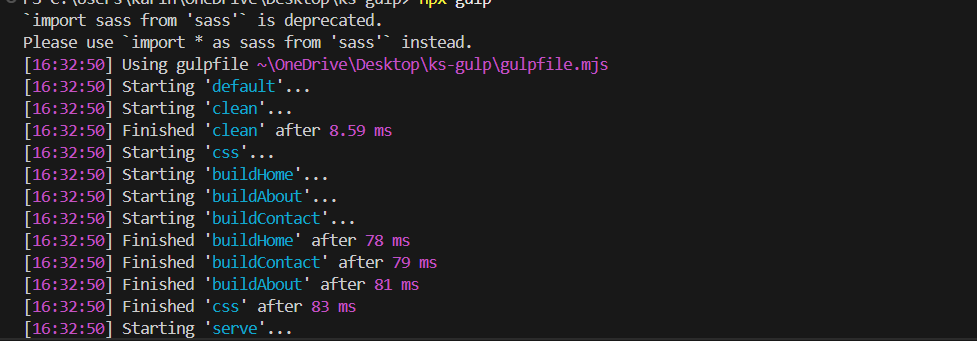 PS C:\Users\karin\OneDrive\Desktop\ks-gulp> npx gulp
`import sass from 'sass'` is deprecated.
Please use `import * as sass from 'sass'` instead.
[16:32:50] Using gulpfile ~\OneDrive\Desktop\ks-gulp\gulpfile.mjs
[16:32:50] Starting 'default'...
[16:32:50] Starting 'clean'...
[16:32:50] Finished 'clean' after 8.59 ms
[16:32:50] Starting 'css'...
[16:32:50] Starting 'buildHome'...
[16:32:50] Starting 'buildAbout'...
[16:32:50] Starting 'buildContact'...
[16:32:50] Finished 'buildHome' after 78 ms
[16:32:50] Finished 'buildContact' after 79 ms
[16:32:50] Finished 'buildAbout' after 81 ms
[16:32:50] Finished 'css' after 83 ms
[16:32:50] Starting 'serve'...